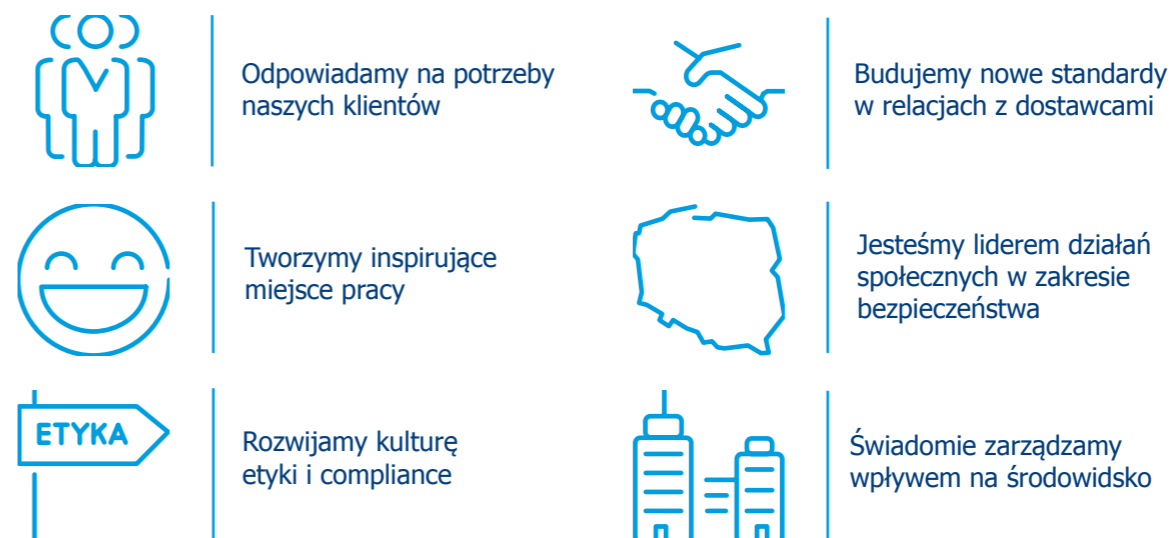 Odpowiadamy na potrzeby
naszych klientów
Budujemy nowe standardy
w relacjach z dostawcami
Tworzymy inspirujące
miejsce pracy
Jesteśmy liderem działań
społecznych w zakresie
bezpieczeństwa
ETYKA
Rozwijamy kulturę
etyki i compliance
Świadomie zarządzamy
wpływem na środowidsko